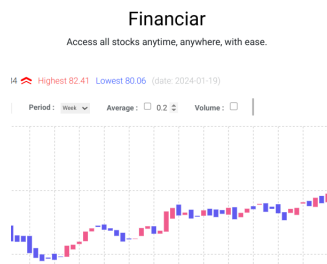 Financiar
Access all stocks anytime, anywhere, with ease.
Highest 82.41 Lowest 80.06 (date: 2024-01-19)
Period : Week Average : 0.2 Volume :